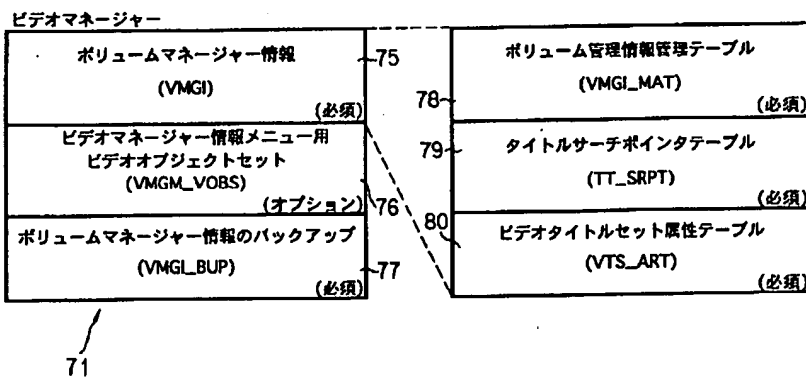 ビデオマネージャー
ボリュームマネージャー情報
(VMGI)
(必須)
75
ビデオマネージャー情報メニュー用
ビデオオブジェクトセット
(VMGM_VOBS)
(オプション)
76
ボリュームマネージャー情報のバックアップ
(VMGI_BUP)
(必須)
77
71
78
ボリューム管理情報管理テーブル
(VMGI_MAT)
(必須)
79
タイトルサーチポインタテーブル
(TT_SRPT)
(必須)
80
ビデオタイトルセット属性テーブル
(VTS_ART)
(必須)